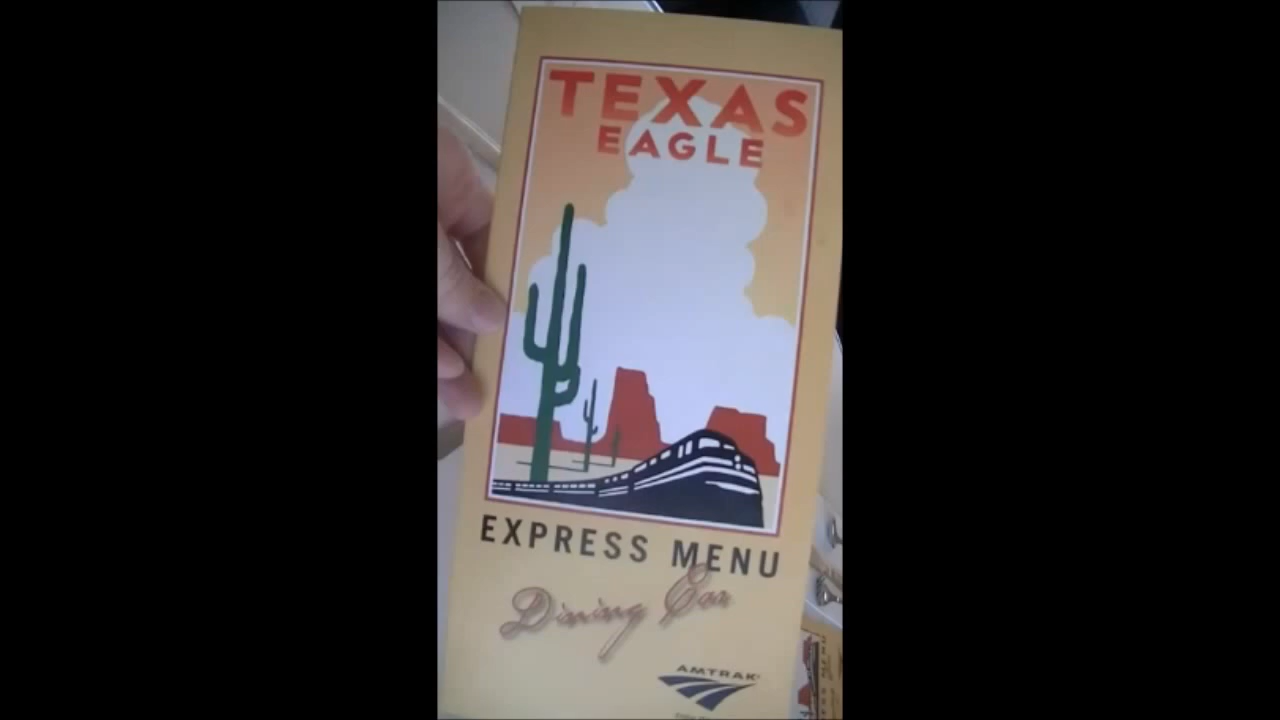 TEXAS
EAGLE
EXPRESS MENU
Dining Car
AMTRAK